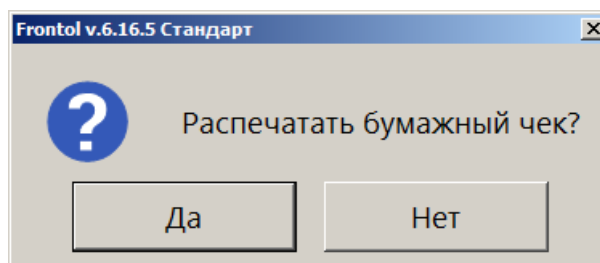 Frontol v.6.16.5 Стандарт
?
Распечатать бумажный чек?
Да
Нет